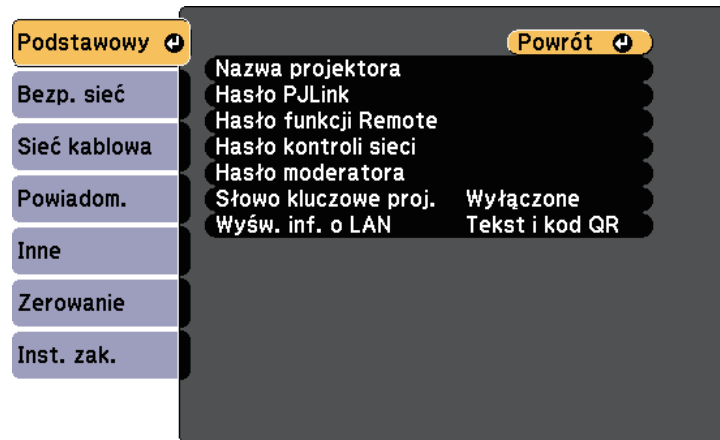 Podstawowy
Bezp. sieć
Sieć kablowa
Powiadom.
Inne
Zerowanie
Inst. zak.
Powrót
Nazwa projektora
Hasło PJLink
Hasło funkcji Remote
Hasło kontroli sieci
Hasło moderatora
Słowo kluczowe proj. Wyłączone
Wyśw. inf. o LAN Tekst i kod QR